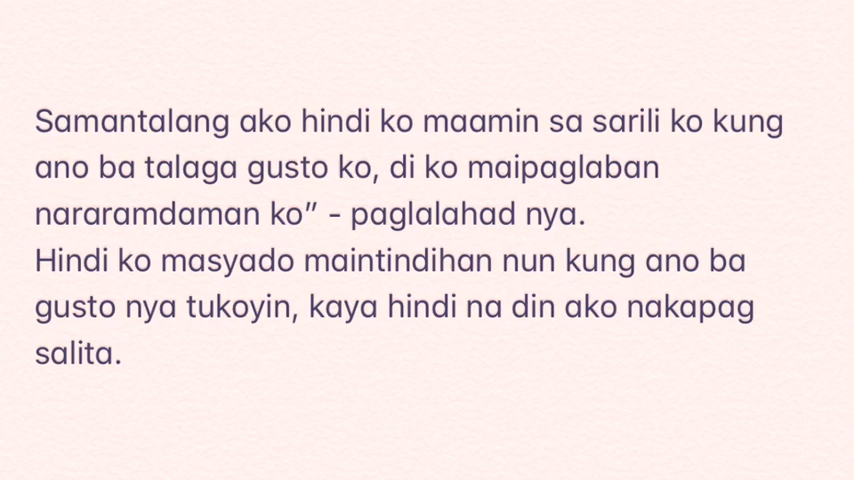 Samantalang ako hindi ko maamin sa sarili ko kung
ano ba talaga gusto ko, di ko maipaglaban
nararamdaman ko” - paglalahad nya.
Hindi ko masyado maintindihan nun kung ano ba
gusto nya tukoyin, kaya hindi na din ako nakapag
salita.